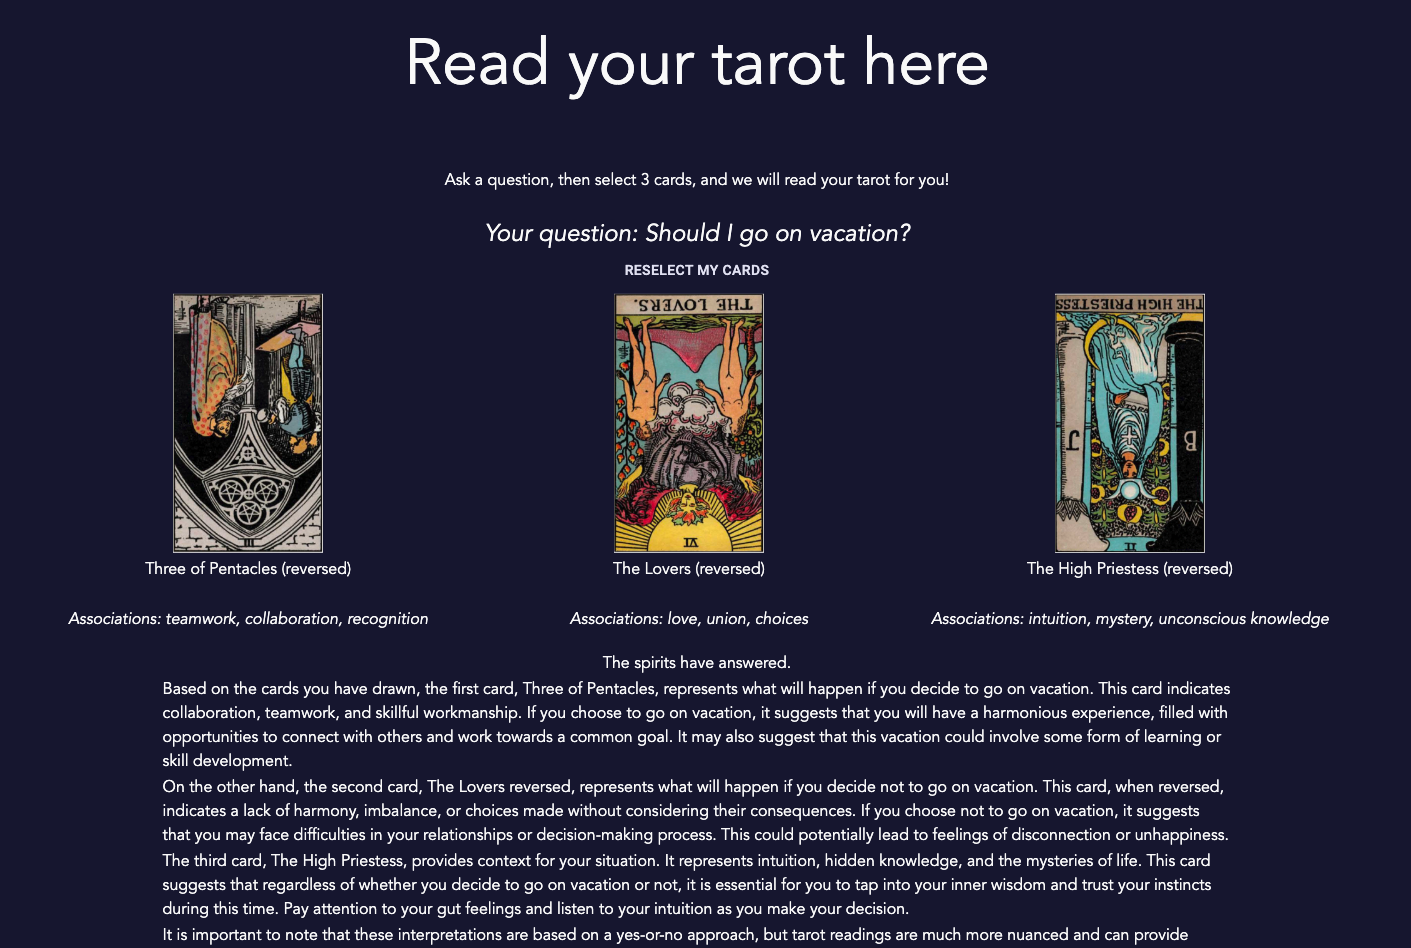 Read your tarot here
Ask a question, then select 3 cards, and we will read your tarot for you!
Your question: Should I go on vacation?
RESELECT MY CARDS
III
THE LOVERS.
VI
THE HIGH PRIESTESS
J
B
II
Three of Pentacles (reversed)
The Lovers (reversed)
The High Priestess (reversed)
Associations: teamwork, collaboration, recognition
Associations: love, union, choices
Associations: intuition, mystery, unconscious knowledge
The spirits have answered.
Based on the cards you have drawn, the first card, Three of Pentacles, represents what will happen if you decide to go on vacation. This card indicates
collaboration, teamwork, and skillful workmanship. If you choose to go on vacation, it suggests that you will have a harmonious experience, filled with
opportunities to connect with others and work towards a common goal. It may also suggest that this vacation could involve some form of learning or
skill development.
On the other hand, the second card, The Lovers reversed, represents what will happen if you decide not to go on vacation. This card, when reversed,
indicates a lack of harmony, imbalance, or choices made without considering their consequences. If you choose not to go on vacation, it suggests
that you may face difficulties in your relationships or decision-making process. This could potentially lead to feelings of disconnection or unhappiness.
The third card, The High Priestess, provides context for your situation. It represents intuition, hidden knowledge, and the mysteries of life. This card
suggests that regardless of whether you decide to go on vacation or not, it is essential for you to tap into your inner wisdom and trust your instincts
during this time. Pay attention to your gut feelings and listen to your intuition as you make your decision.
It is important to note that these interpretations are based on a yes-or-no approach, but tarot readings are much more nuanced and can provide